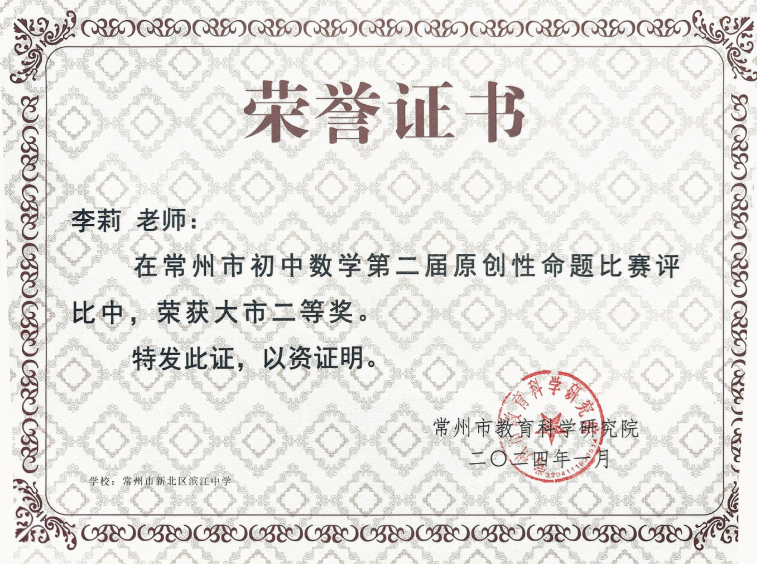 荣誉证书
李莉 老师：
在常州市初中数学第二届原创性命题比赛评
比中，荣获大市二等奖。
特发此证，以资证明。
常州市教育科学研究院
二〇二四年一月
学校：常州市新北区滨江中学